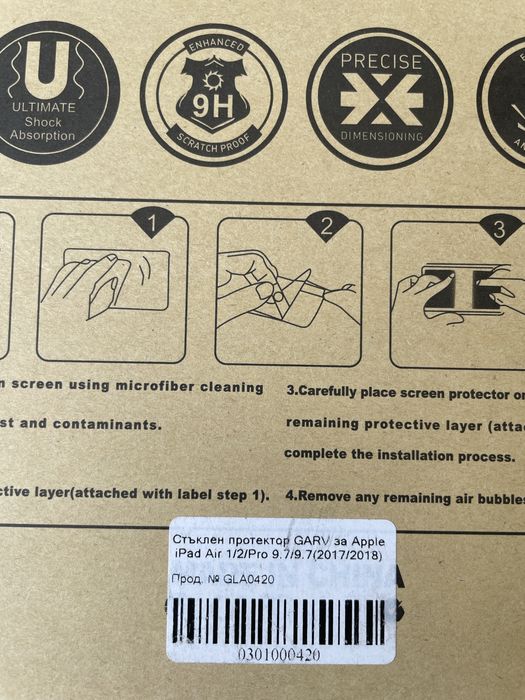 U
ULTIMATE
Shock
Absorption
ENHANCED
9H
SCRATCH PROOF
PRECISE
DIMENSIONING
1
2
3
n screen using microfiber cleaning
st and contaminants.
ctive layer(attached with label step 1).
3.Carefully place screen protector on
remaining protective layer (atta
complete the installation process.
4.Remove any remaining air bubbles
Стъклен протектор GARV за Apple
iPad Air 1/2/Pro 9.7/9.7(2017/2018)
Прод. № GLA0420
0301000420